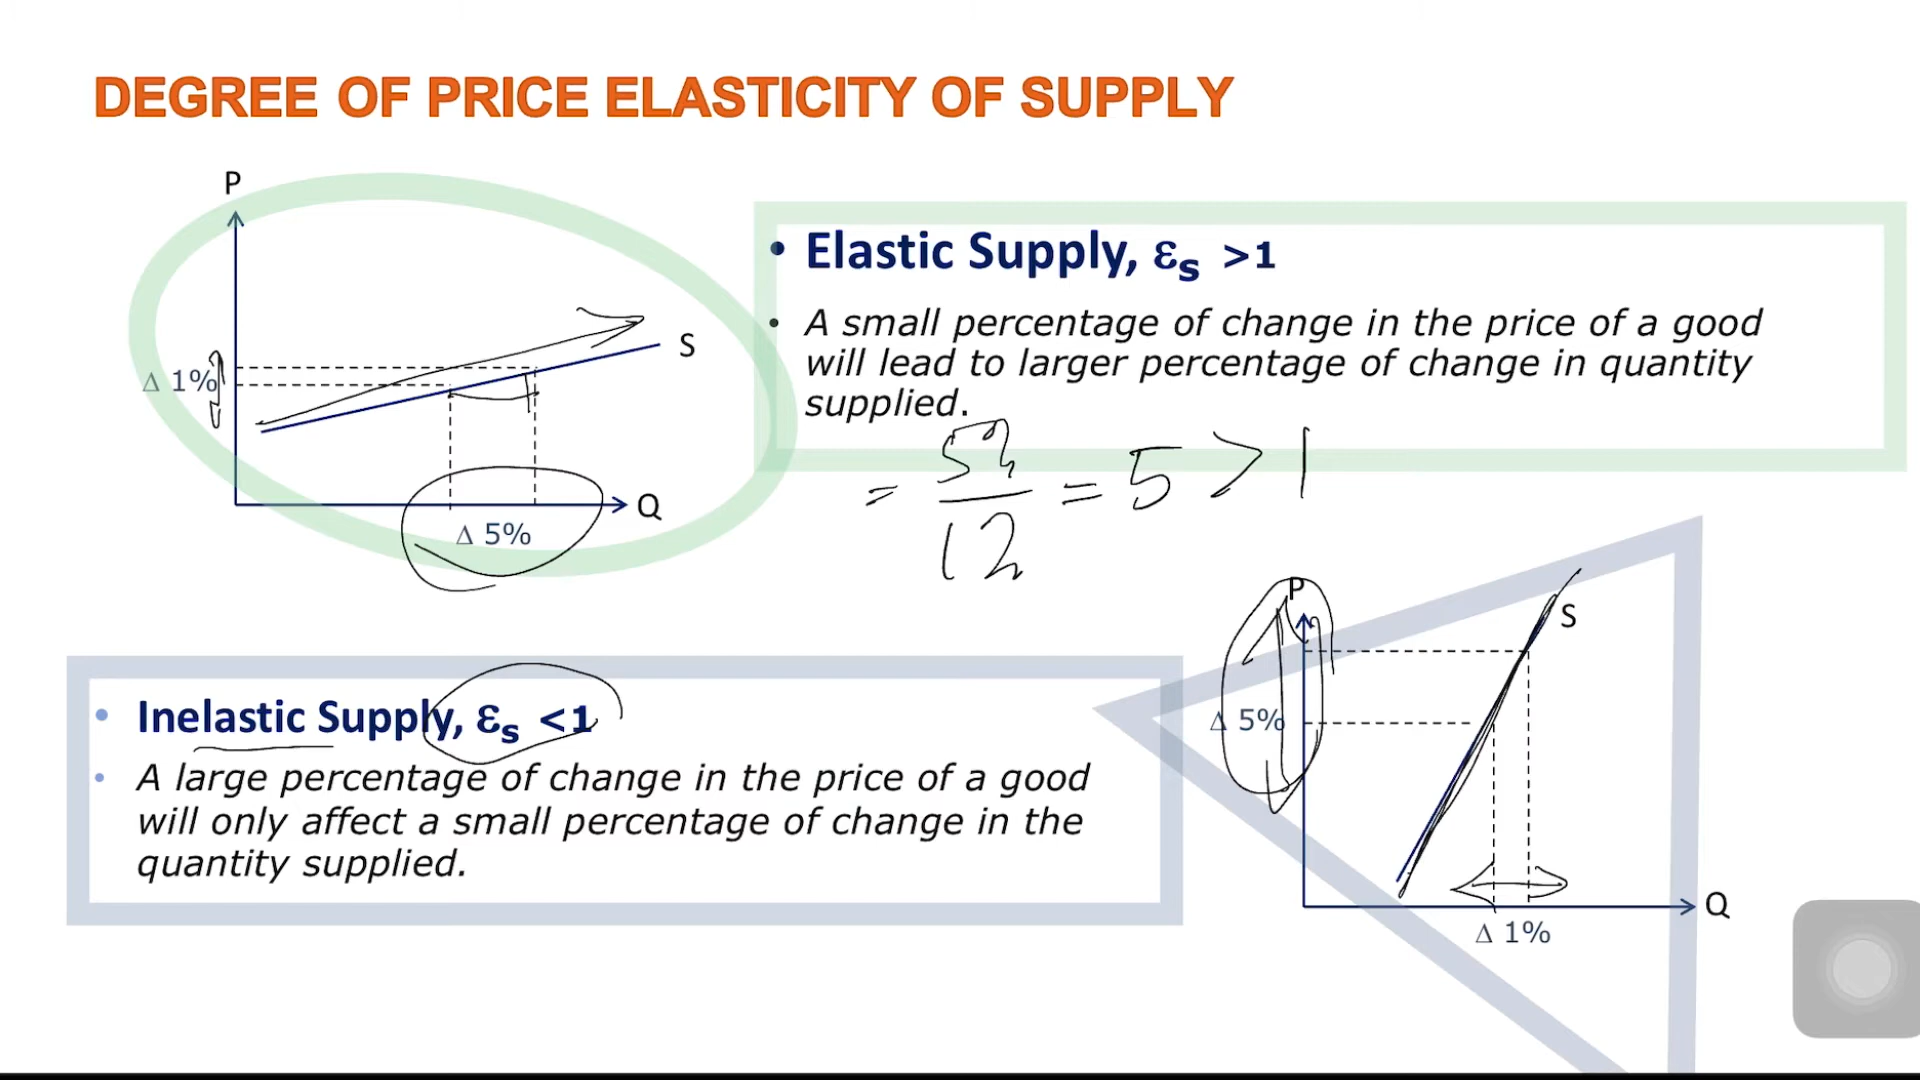 DEGREE OF PRICE ELASTICITY OF SUPPLY
P
S
Δ 1%
Q
Δ 5%
• Elastic Supply, εs >1
• A small percentage of change in the price of a good
will lead to larger percentage of change in quantity
supplied.
= 5%/1% = 5 > 1
• Inelastic Supply, εs <1
• A large percentage of change in the price of a good
will only affect a small percentage of change in the
quantity supplied.
P
S
Δ 5%
Q
Δ 1%